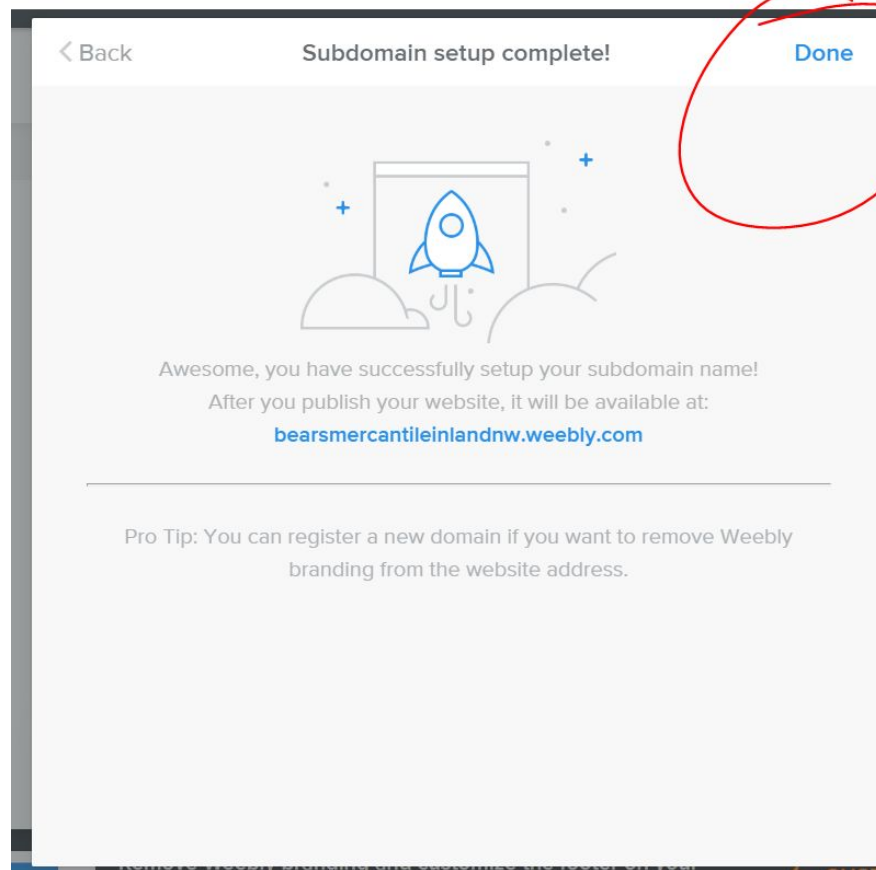 Back
Subdomain setup complete!
Done
Awesome, you have successfully setup your subdomain name!
After you publish your website, it will be available at:
bearsmercantileinlandnw.weebly.com
Pro Tip: You can register a new domain if you want to remove Weebly
branding from the website address.